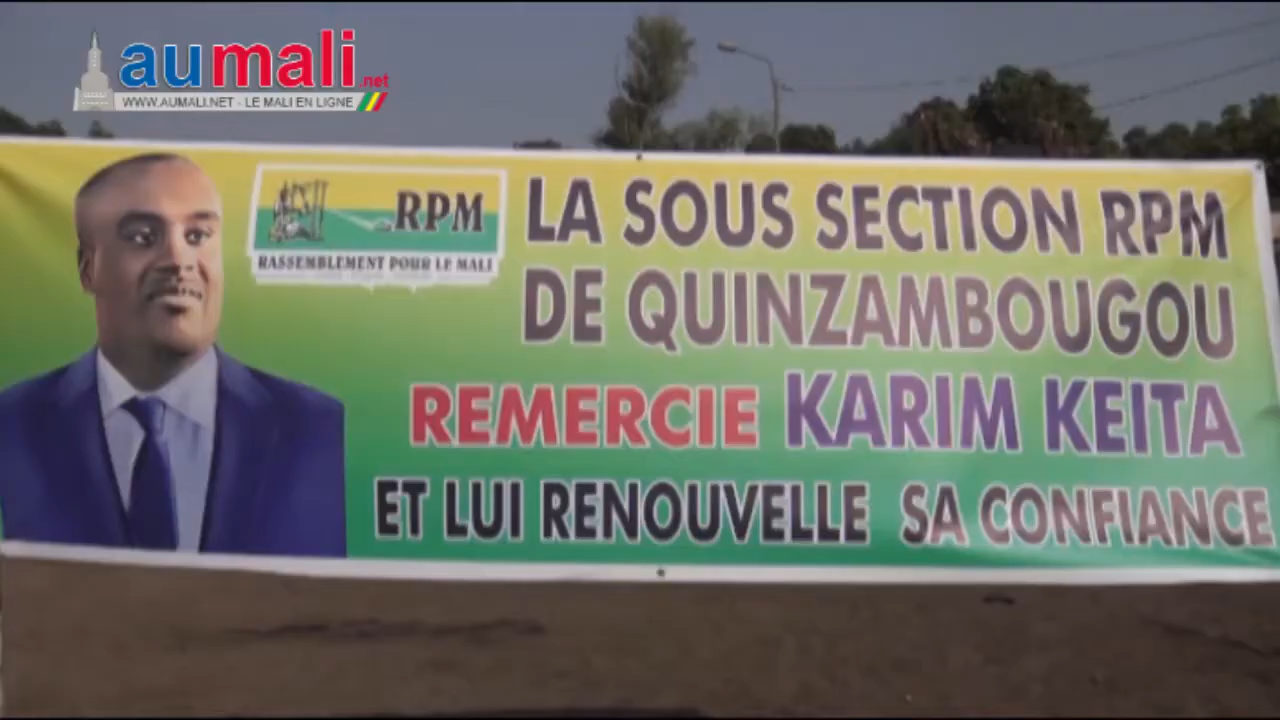 aumali.net
WWW.AUMALI.NET - LE MALI EN LIGNE
RPM
RASSEMBLEMENT POUR LE MALI
LA SOUS SECTION RPM
DE QUINZAMBOUGOU
REMERCIE KARIM KEITA
ET LUI RENOUVELLE SA CONFIANCE